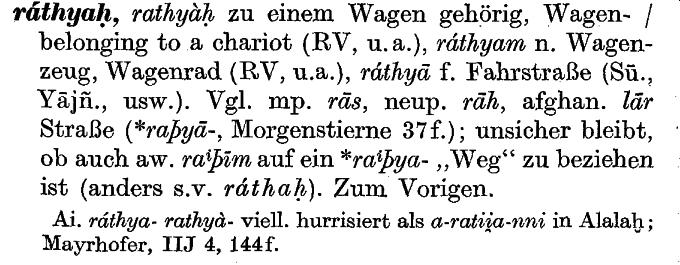 ráthyaḥ, rathyàḥ zu einem Wagen gehörig, Wagen- /
belonging to a chariot (RV, u.a.), ráthyam n. Wagen-
zeug, Wagenrad (RV, u.a.), ráthyā f. Fahrstraße (Sū.,
Yājñ., usw.). Vgl. mp. rās, neup. rāh, afghan. lār
Straße (*raþyā-, Morgenstierne 37f.); unsicher bleibt,
ob auch aw. raⁱþīm auf ein *raⁱþya- ,,Weg“ zu beziehen
ist (anders s.v. ráthaḥ). Zum Vorigen.
Ai. ráthya- rathyà- viell. hurrisiert als a-rati̯i̯a-nni in Alalaḫ;
Mayrhofer, IIJ 4, 144f.